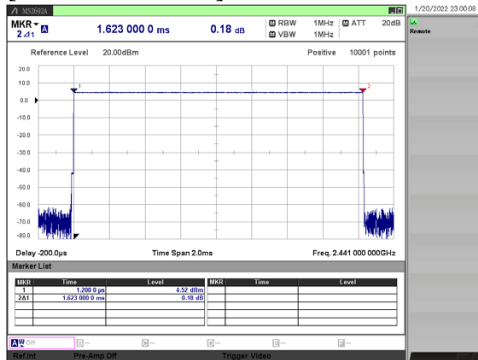 MS2692A
1/20/2022 23:00:08
MKR
2Δ1
1.623 000 0 ms
0.18 dB
RBW 1MHz
ATT 20dB
VBW 1MHz
Remote
Reference Level 20.00dBm
Positive 10001 points
1
2
20.0
10.0
0.0
-10.0
-20.0
-30.0
-40.0
-50.0
-60.0
-70.0
-80.0
Delay -200.0µs
Time Span 2.0ms
Freq. 2.441 000 000GHz
Marker List
MKR Time Level MKR Time Level
1 1.200 0 µs 4.52 dBm
2Δ1 1.623 000 0 ms 0.18 dB
Off
Ref.Int
Pre-Amp Off
Trigger Video